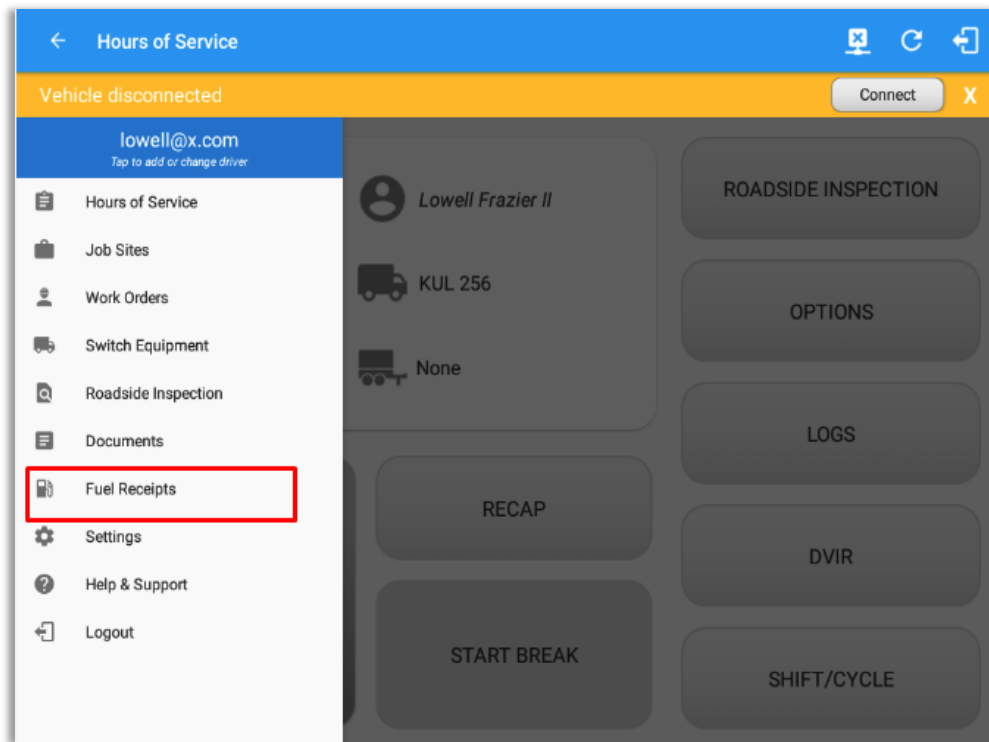 Hours of Service
Vehicle disconnected
Connect
X
lowell@x.com
Tap to add or change driver
Hours of Service
Job Sites
Work Orders
Switch Equipment
Roadside Inspection
Documents
Fuel Receipts
Settings
Help & Support
Logout
Lowell Frazier II
KUL 256
None
RECAP
START BREAK
ROADSIDE INSPECTION
OPTIONS
LOGS
DVIR
SHIFT/CYCLE